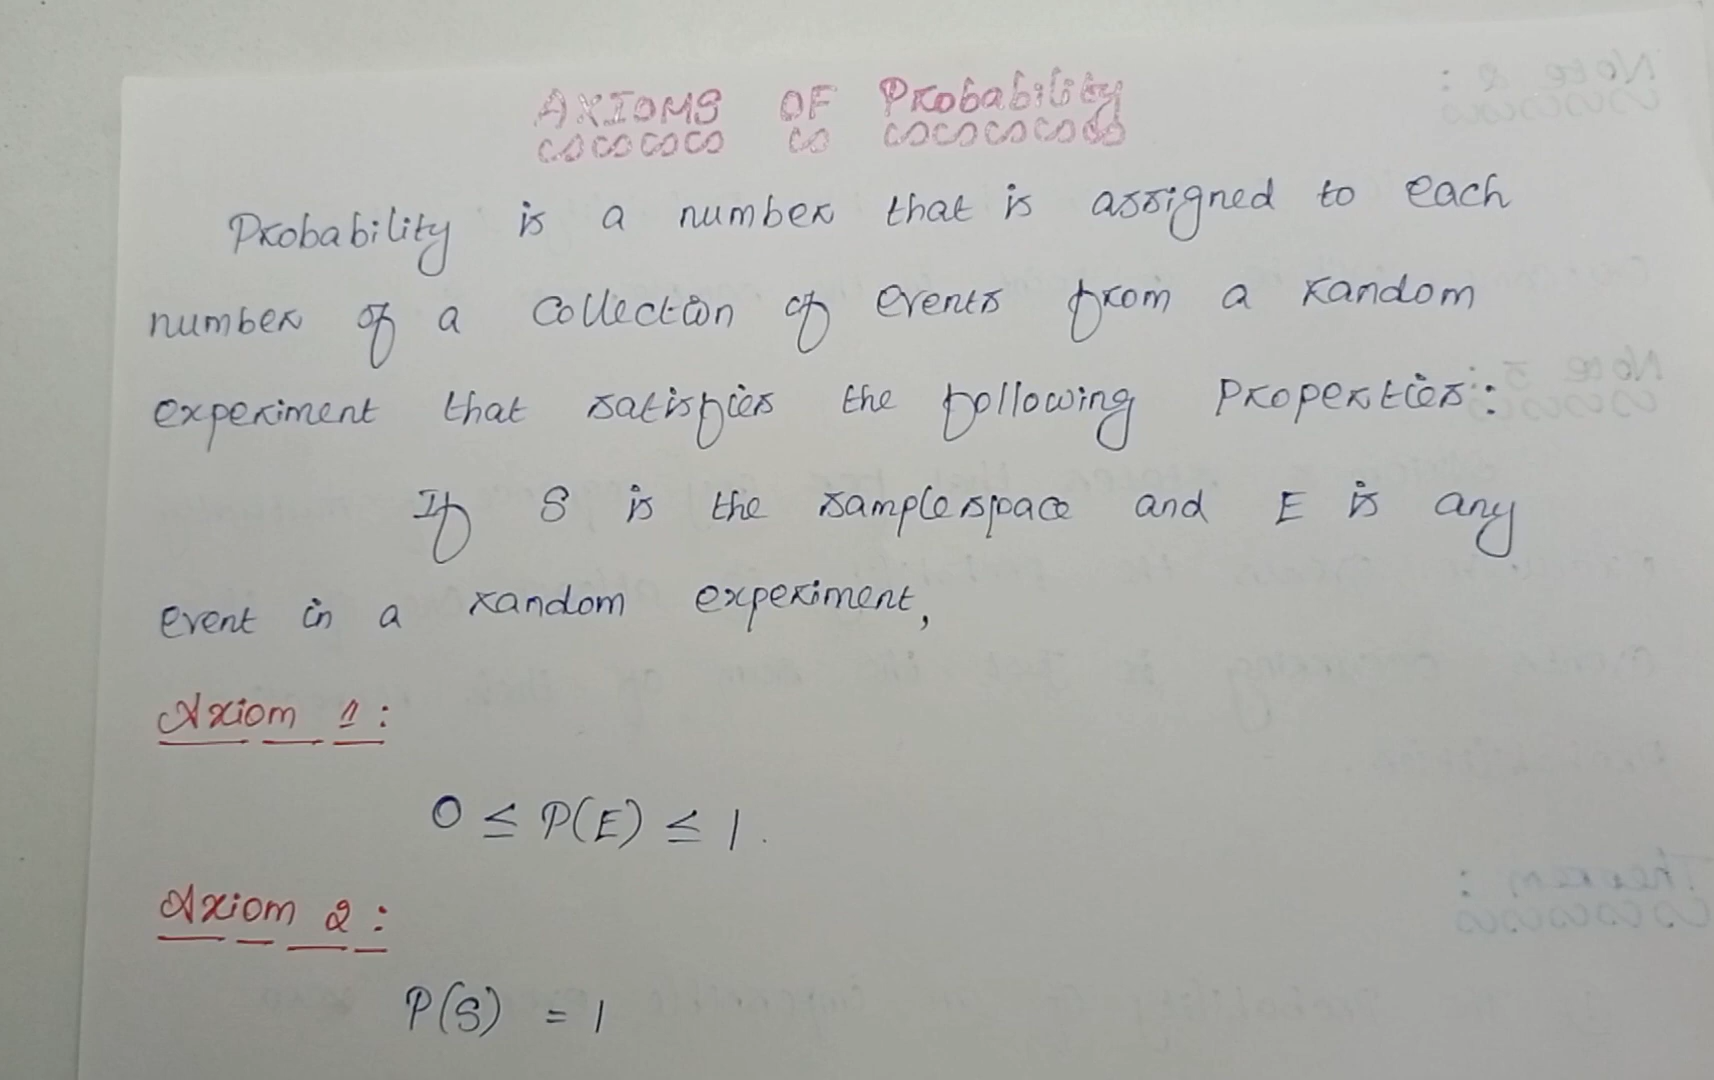 AXIOMS OF Probability
Probability is a number that is assigned to each
number of a collection of events from a random
experiment that satisfies the following Properties:
If S is the sample space and E is any
event in a random experiment,
Axiom 1:
0 ≤ P(E) ≤ 1.
Axiom 2:
P(S) = 1